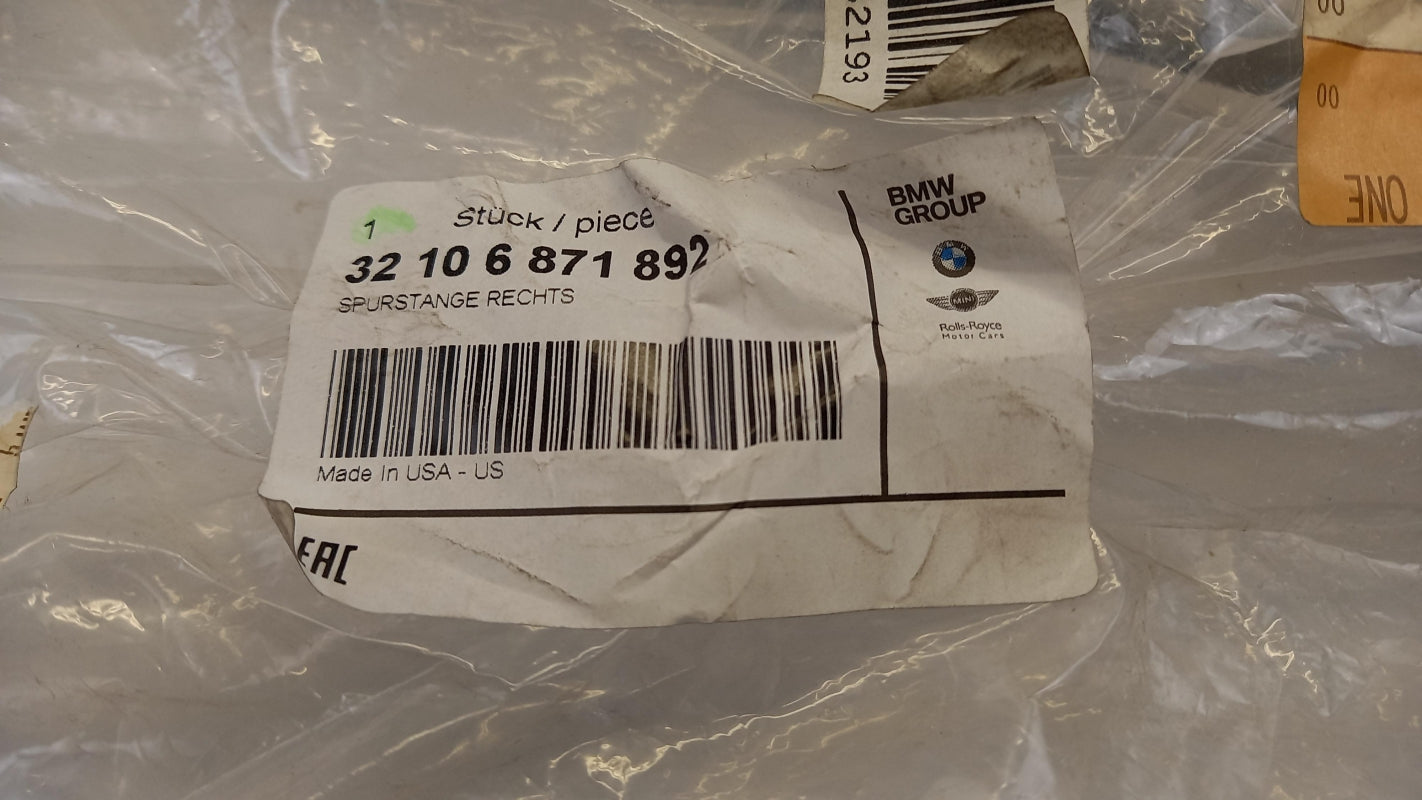 2193
00
00
ONE
1 Stück / piece
32 10 6 871 892
SPURSTANGE RECHTS
Made In USA - US
EAC
BMW
GROUP
BMW
MINI
Rolls-Royce
Motor Cars